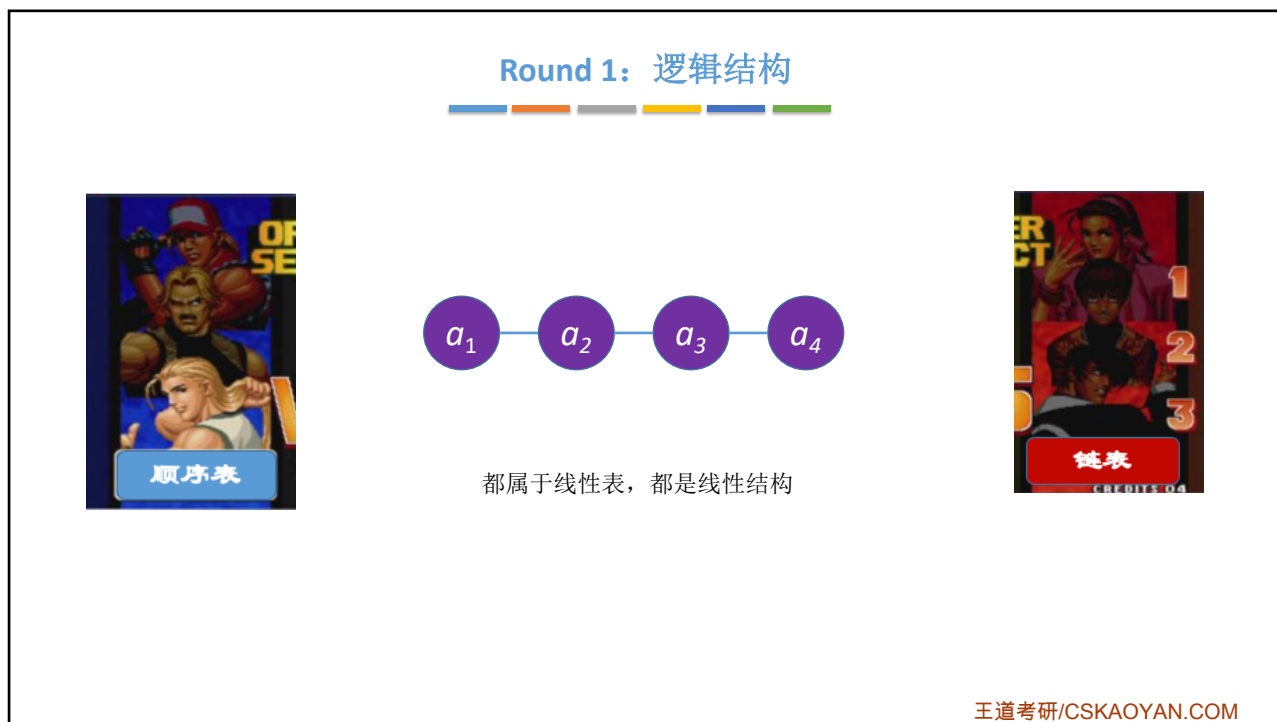 Round 1：逻辑结构
OF
SE
ER
CT
1
2
3
5
a1
a2
a3
a4
顺序表
链表
CREDITS 04
都属于线性表，都是线性结构
王道考研/CSKAOYAN.COM